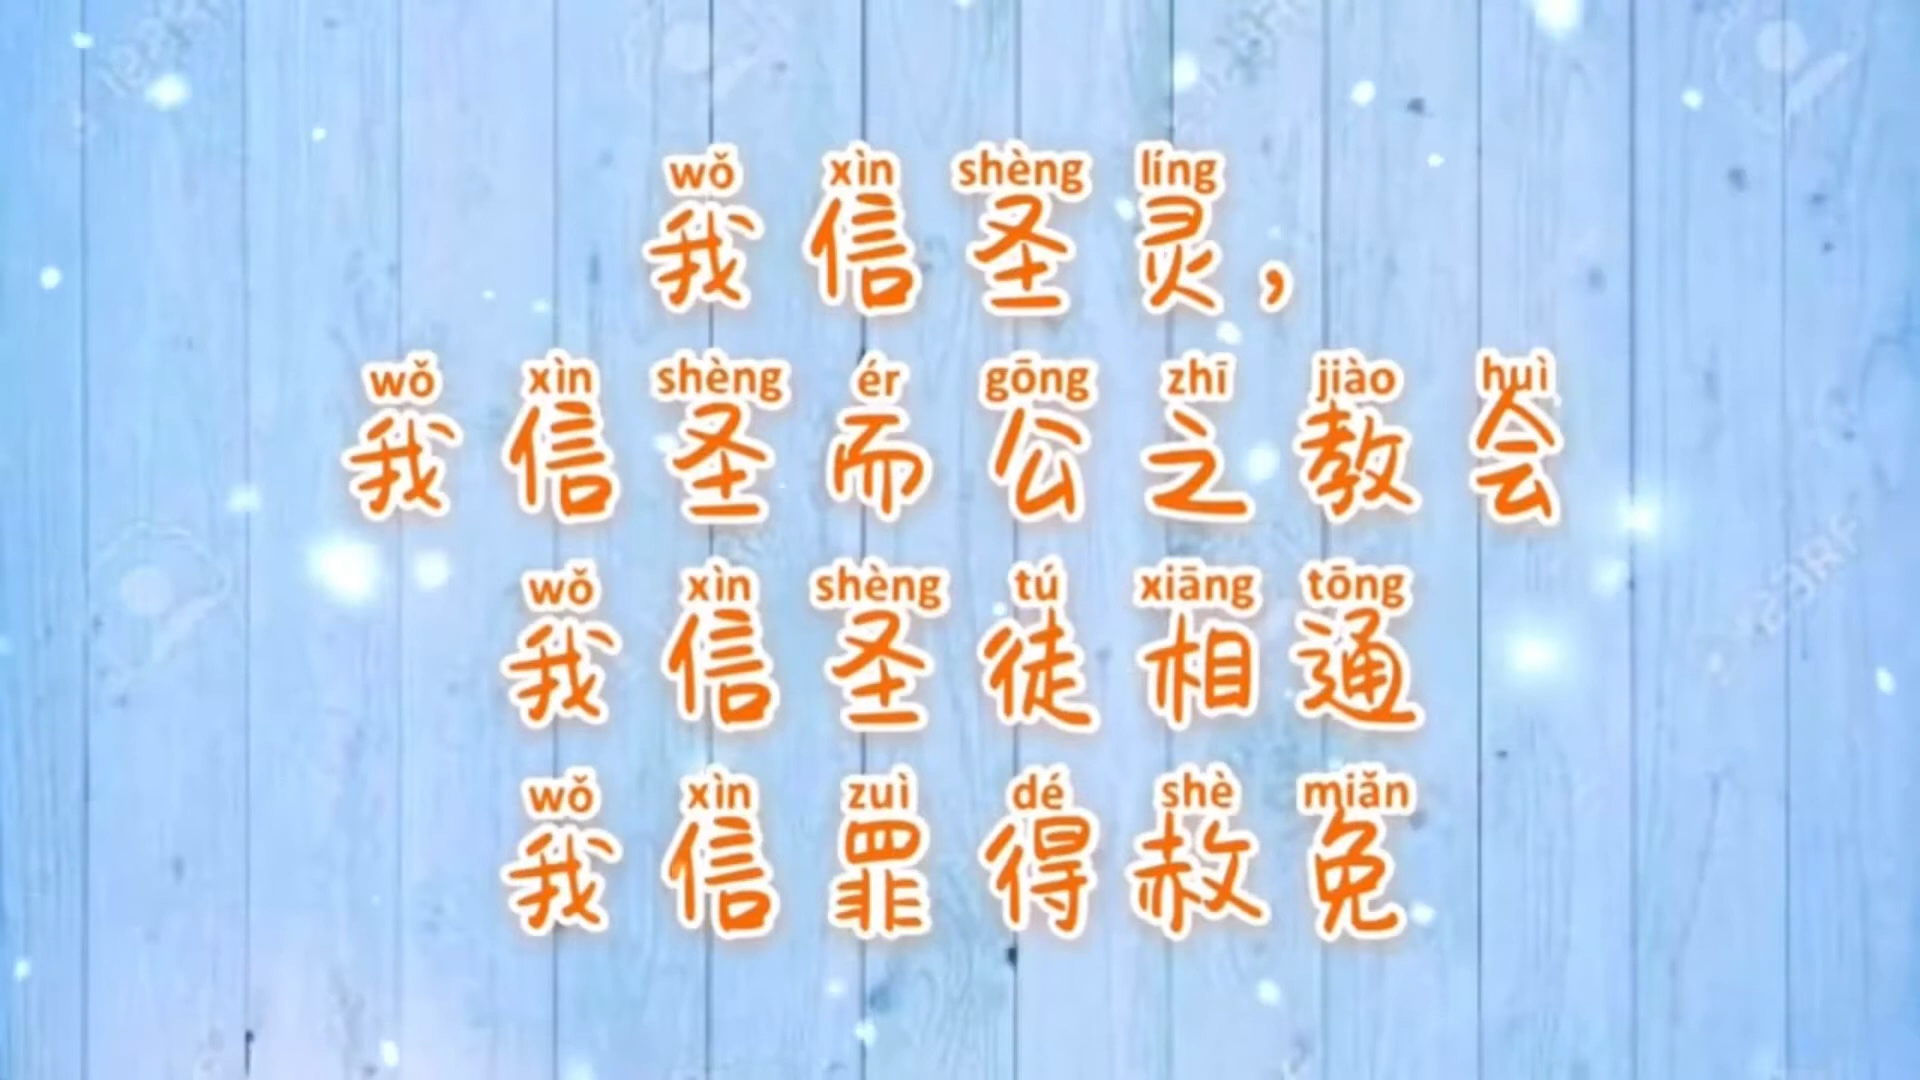 wǒ xìn shèng líng
我信圣灵，
wǒ xìn shèng ér gōng zhī jiào huì
我信圣而公之教会
wǒ xìn shèng tú xiāng tōng
我信圣徒相通
wǒ xìn zuì dé shè miǎn
我信罪得赦免
123RF